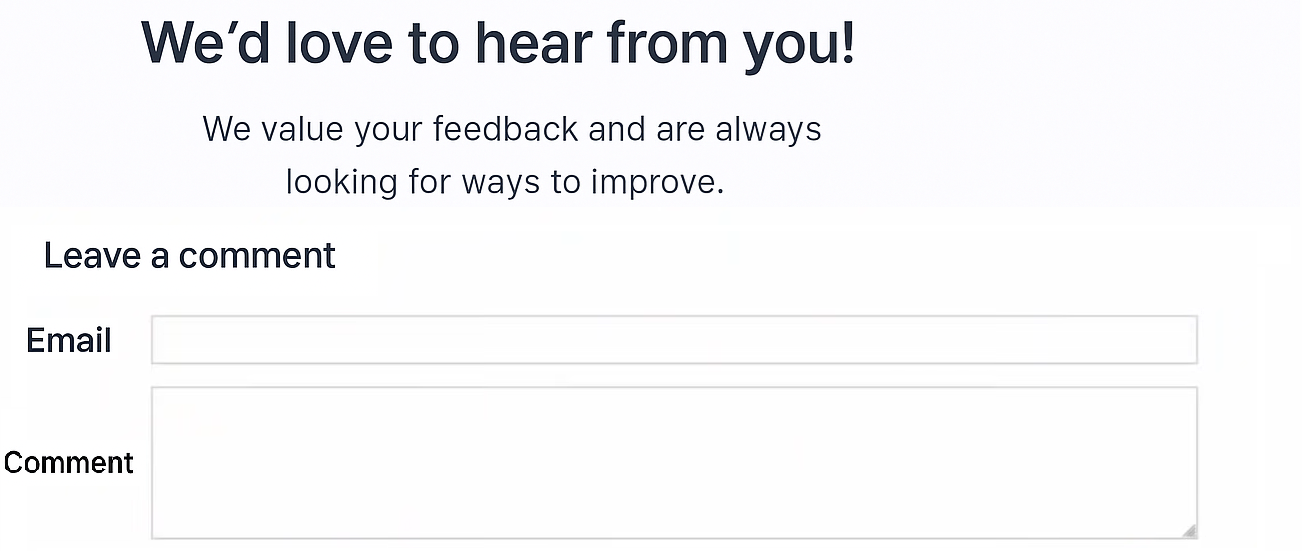 We’d love to hear from you!
We value your feedback and are always
looking for ways to improve.
Leave a comment
Email
Comment